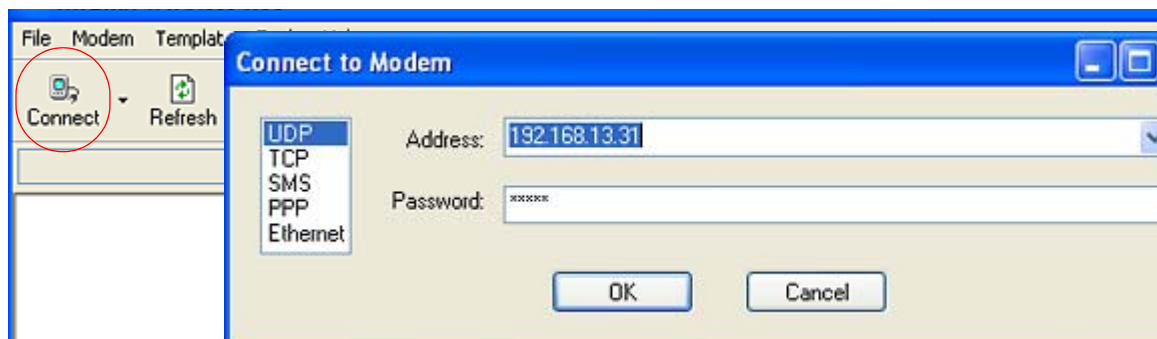 File Modem
Connect Refresh
Connect to Modem
UDP
TCP
SMS
PPP
Ethernet
Address: 192.168.13.31
Password: *****
OK Cancel